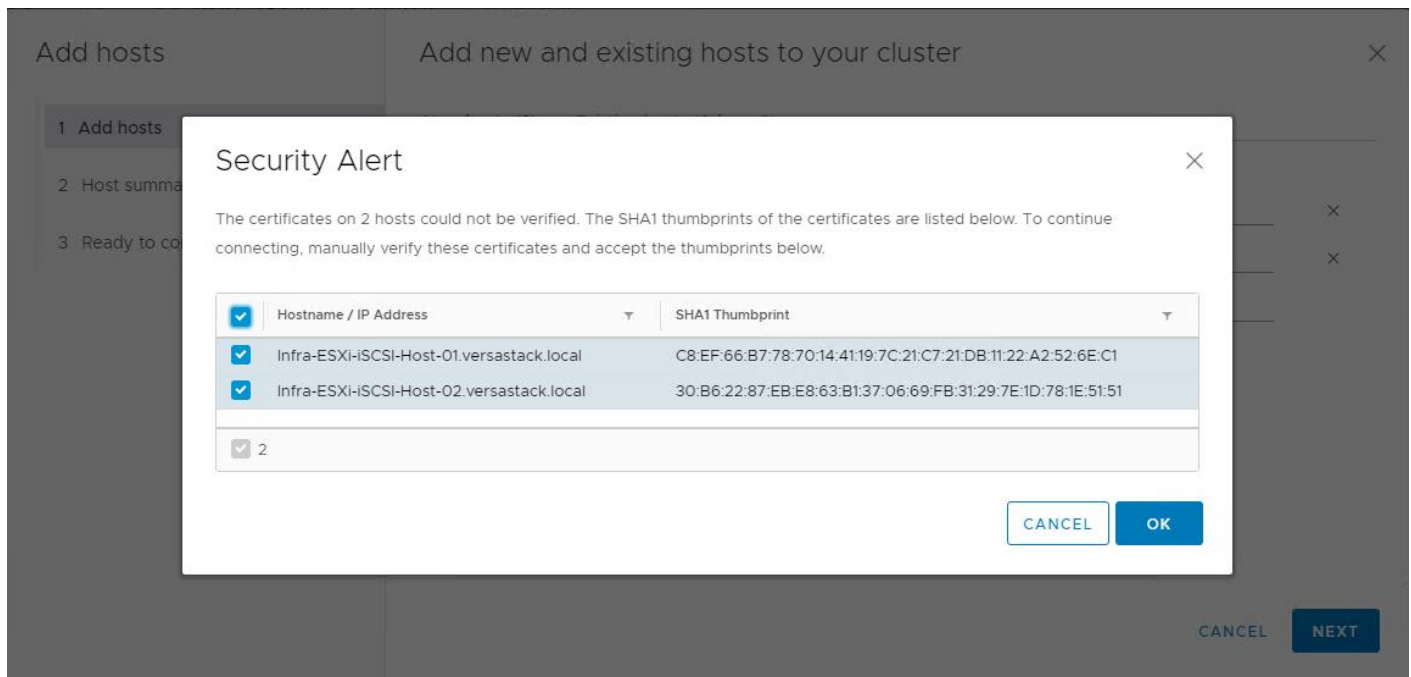 Add hosts
Add new and existing hosts to your cluster
1 Add hosts
2 Host summa
3 Ready to co
Security Alert
The certificates on 2 hosts could not be verified. The SHA1 thumbprints of the certificates are listed below. To continue
connecting, manually verify these certificates and accept the thumbprints below.
Hostname / IP Address SHA1 Thumbprint
Infra-ESXi-iSCSI-Host-01.versastack.local C8:EF:66:B7:78:70:14:41:19:7C:21:C7:21:DB:11:22:A2:52:6E:C1
Infra-ESXi-iSCSI-Host-02.versastack.local 30:B6:22:87:EB:E8:63:B1:37:06:69:FB:31:29:7E:1D:78:1E:51:51
2
CANCEL OK
CANCEL NEXT